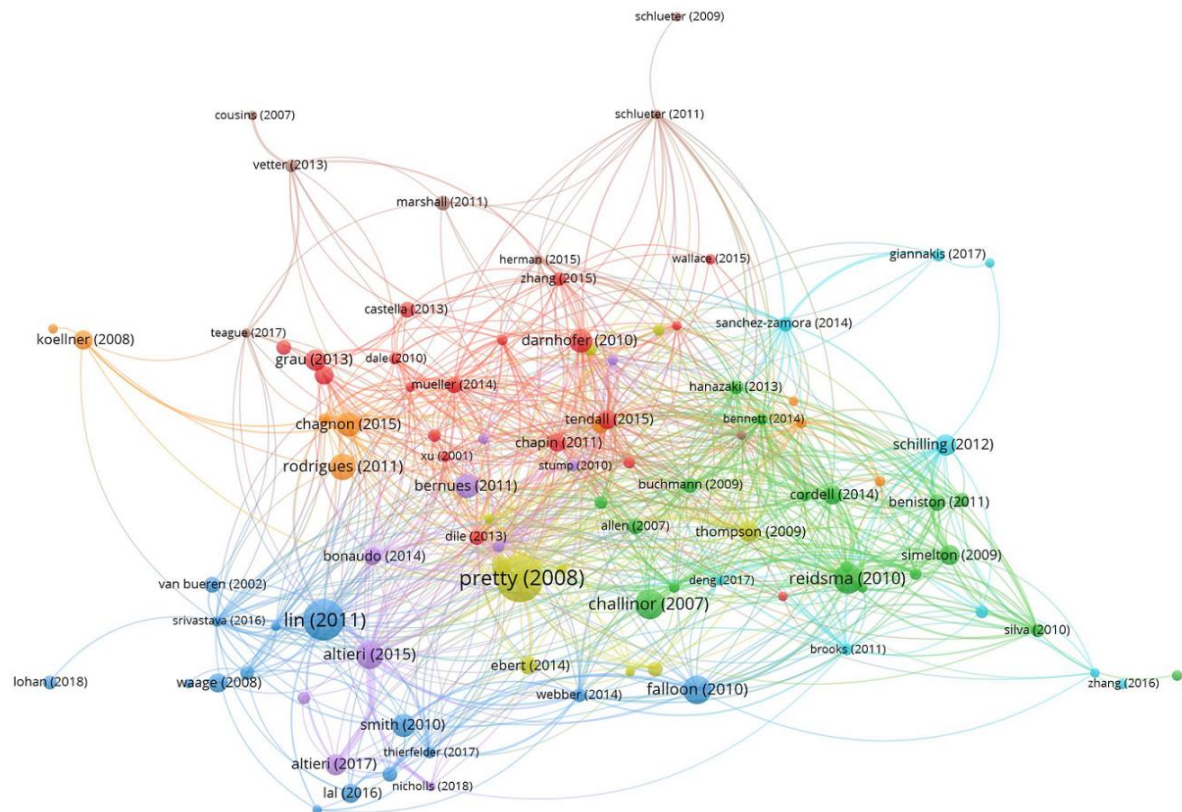 schlueter (2009)
cousins (2007)
schlueter (2011)
vetter (2013)
marshall (2011)
herman (2015)
wallace (2015)
giannakis (2017)
zhang (2015)
castella (2013)
sanchez-zamora (2014)
teague (2017)
koellner (2008)
darnhofer (2010)
grau (2013)
dale (2010)
mueller (2014)
hanazaki (2013)
chagnon (2015)
tendall (2015)
bennett (2014)
chapin (2011)
schilling (2012)
xu (2001)
rodrigues (2011)
stump (2010)
bernues (2011)
buchmann (2009)
cordell (2014)
beniston (2011)
allen (2007)
thompson (2009)
dile (2013)
bonaudo (2014)
simelton (2009)
pretty (2008)
deng (2017)
reidsma (2010)
van bueren (2002)
challinor (2007)
lin (2011)
srivastava (2016)
silva (2010)
altieri (2015)
brooks (2011)
ebert (2014)
lohan (2018)
waage (2008)
webber (2014)
falloon (2010)
zhang (2016)
smith (2010)
thierfelder (2017)
altieri (2017)
nicholls (2018)
lal (2016)